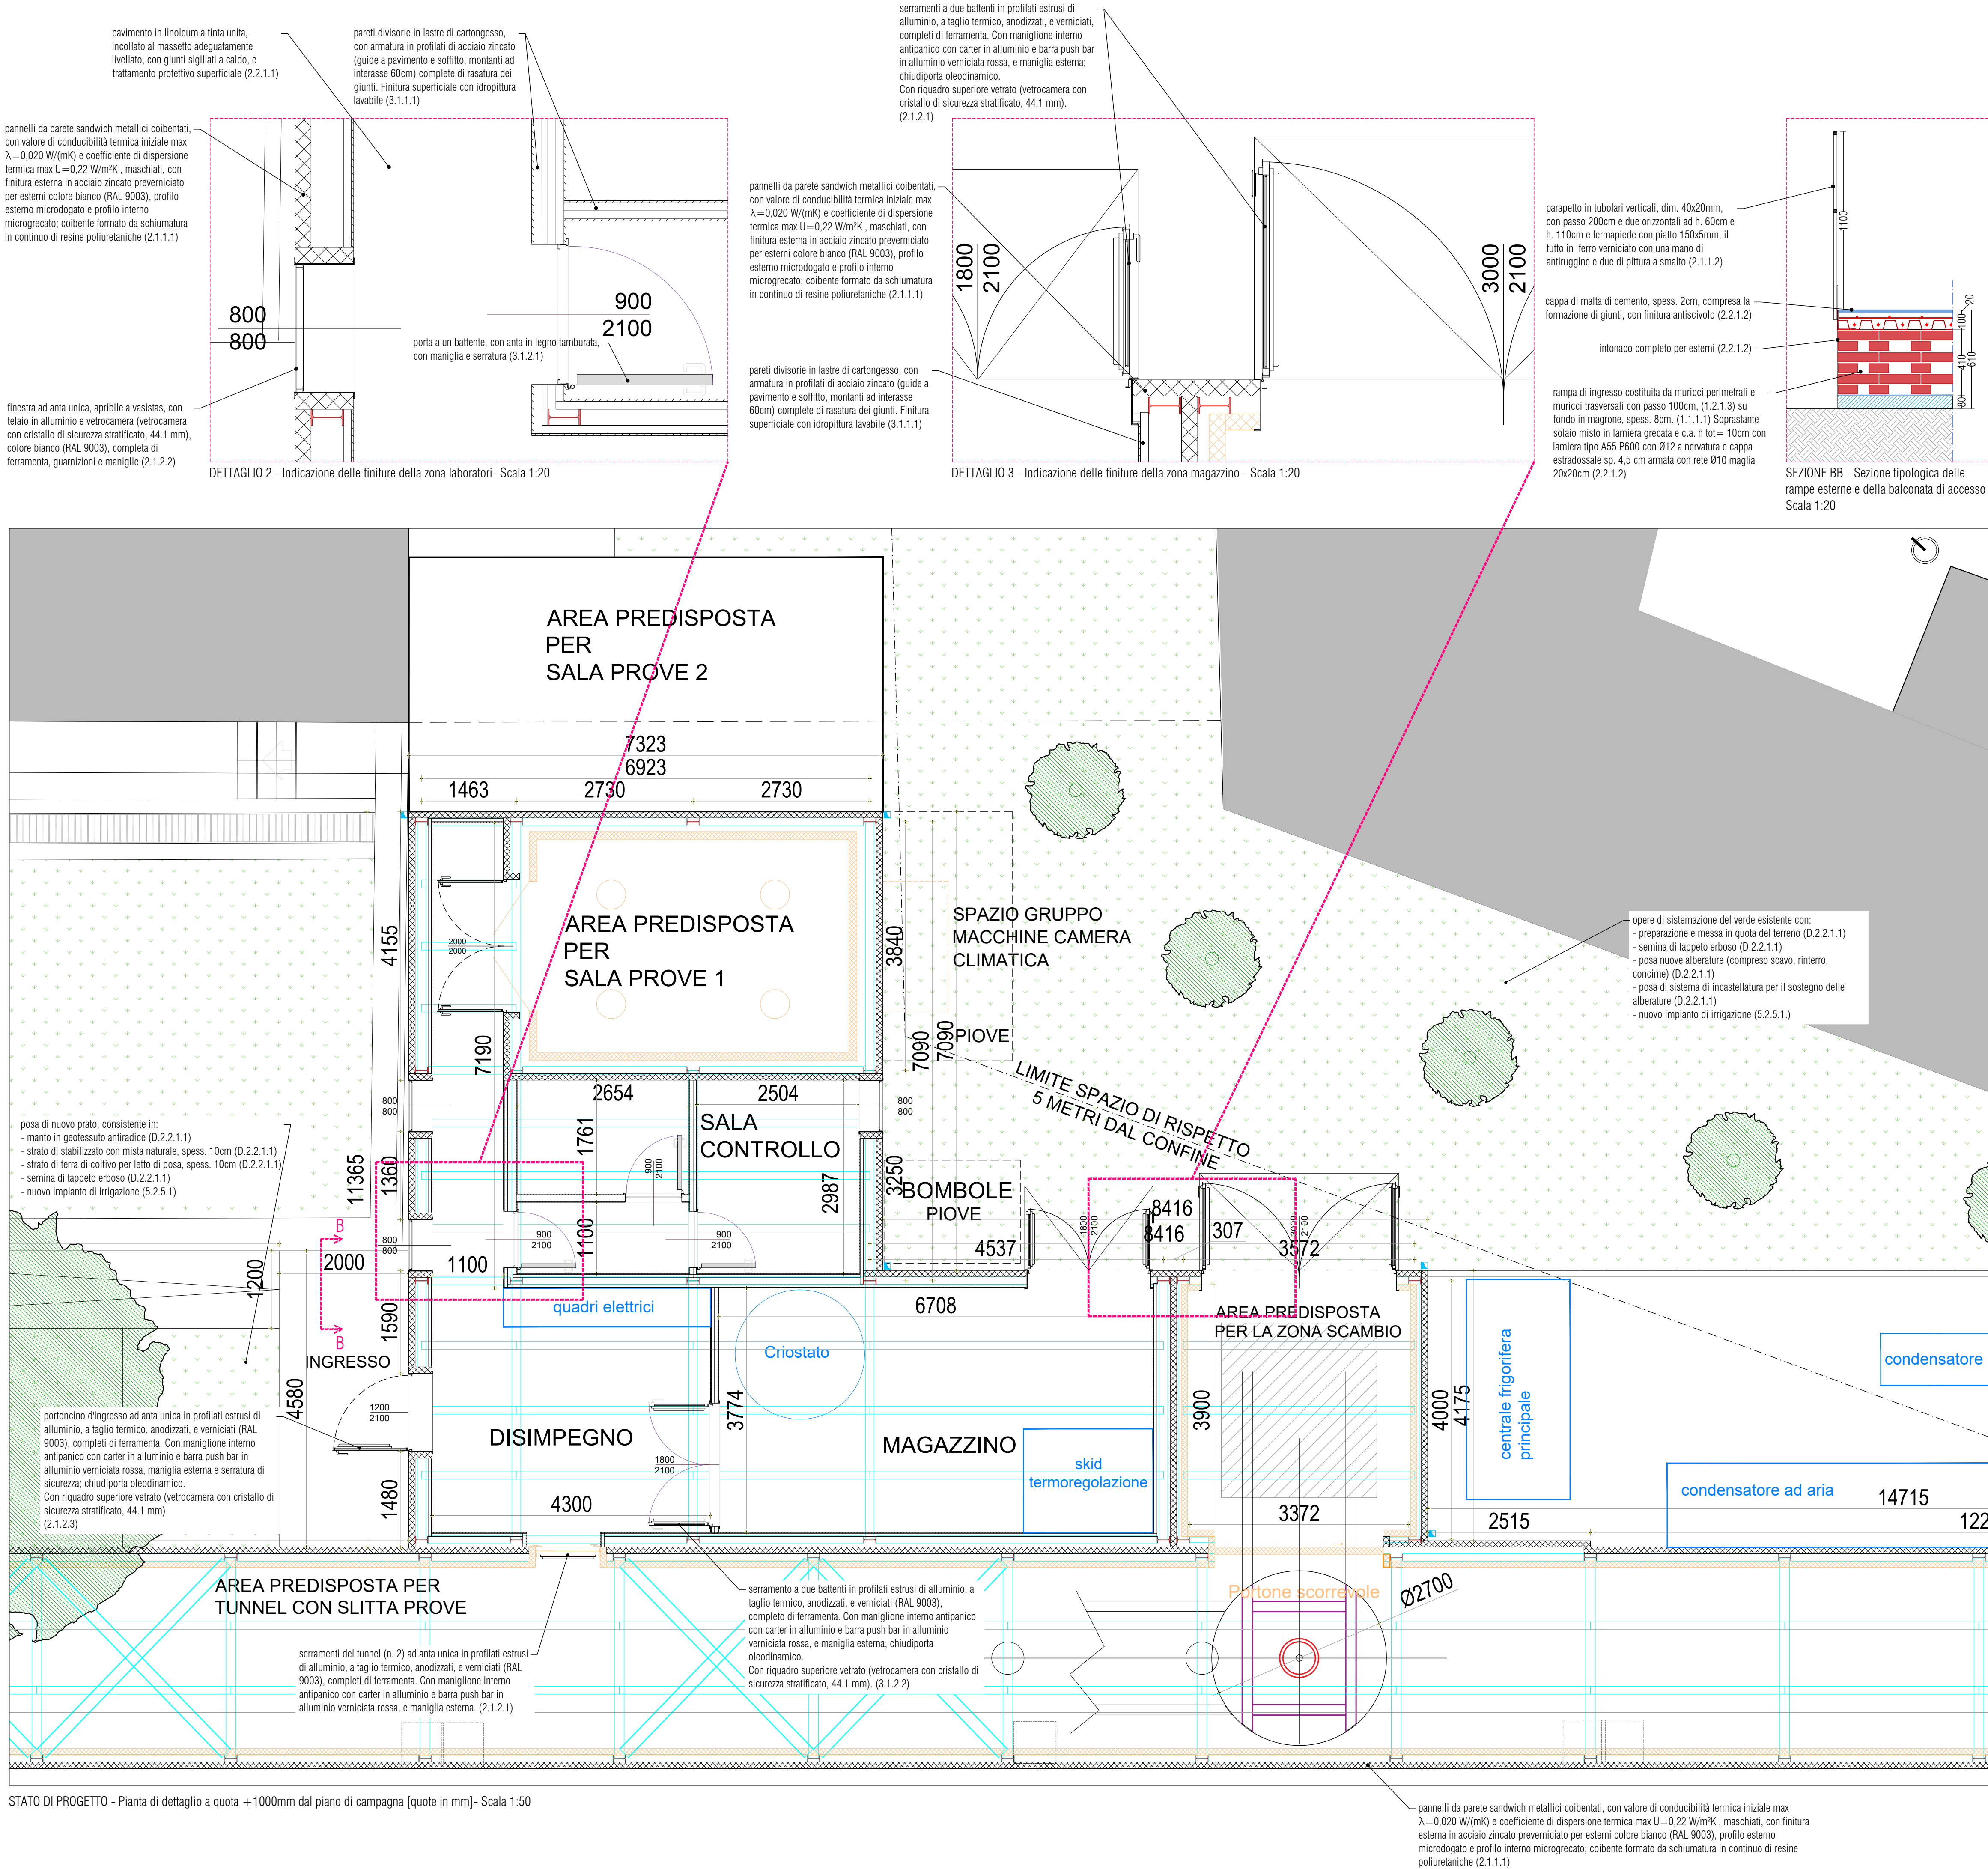 pavimento in linoleum a tinta unita,
incollato al massetto adeguatamente
livellato, con giunti sigillati a caldo, e
trattamento protettivo superficiale (2.2.1.1)
pareti divisorie in lastre di cartongesso,
con armatura in profilati di acciaio zincato
(guide a pavimento e soffitto, montanti ad
interasse 60cm) complete di rasatura dei
giunti. Finitura superficiale con idropittura
lavabile (3.1.1.1)
pannelli da parete sandwich metallici coibentati,
con valore di conducibilità termica iniziale max
λ=0,020 W/(mK) e coefficiente di dispersione
termica max U=0,22 W/m²K , maschiati, con
finitura esterna in acciaio zincato preverniciato
per esterni colore bianco (RAL 9003), profilo
esterno microdogato e profilo interno
microgrecato; coibente formato da schiumatura
in continuo di resine poliuretaniche (2.1.1.1)
800
800
900
2100
porta a un battente, con anta in legno tamburata,
con maniglia e serratura (3.1.2.1)
finestra ad anta unica, apribile a vasistas, con
telaio in alluminio e vetrocamera (vetrocamera
con cristallo di sicurezza stratificato, 44.1 mm),
colore bianco (RAL 9003), completa di
ferramenta, guarnizioni e maniglie (2.1.2.2)
DETTAGLIO 2 - Indicazione delle finiture della zona laboratori- Scala 1:20
serramenti a due battenti in profilati estrusi di
alluminio, a taglio termico, anodizzati, e verniciati,
completi di ferramenta. Con maniglione interno
antipanico con carter in alluminio e barra push bar
in alluminio verniciata rossa, e maniglia esterna;
chiudiporta oleodinamico.
Con riquadro superiore vetrato (vetrocamera con
cristallo di sicurezza stratificato, 44.1 mm).
(2.1.2.1)
pannelli da parete sandwich metallici coibentati,
con valore di conducibilità termica iniziale max
λ=0,020 W/(mK) e coefficiente di dispersione
termica max U=0,22 W/m²K , maschiati, con
finitura esterna in acciaio zincato preverniciato
per esterni colore bianco (RAL 9003), profilo
esterno microdogato e profilo interno
microgrecato; coibente formato da schiumatura
in continuo di resine poliuretaniche (2.1.1.1)
pareti divisorie in lastre di cartongesso, con
armatura in profilati di acciaio zincato (guide a
pavimento e soffitto, montanti ad interasse
60cm) complete di rasatura dei giunti. Finitura
superficiale con idropittura lavabile (3.1.1.1)
1800
2100
3000
2100
DETTAGLIO 3 - Indicazione delle finiture della zona magazzino - Scala 1:20
parapetto in tubolari verticali, dim. 40x20mm,
con passo 200cm e due orizzontali ad h. 60cm e
h. 110cm e fermapiede con piatto 150x5mm, il
tutto in ferro verniciato con una mano di
antiruggine e due di pittura a smalto (2.1.1.2)
cappa di malta di cemento, spess. 2cm, compresa la
formazione di giunti, con finitura antiscivolo (2.2.1.2)
intonaco completo per esterni (2.2.1.2)
rampa di ingresso costituita da muricci perimetrali e
muricci trasversali con passo 100cm, (1.2.1.3) su
fondo in magrone, spess. 8cm. (1.1.1.1) Soprastante
solaio misto in lamiera grecata e c.a. h tot= 10cm con
lamiera tipo A55 P600 con Ø12 a nervatura e cappa
estradossale sp. 4,5 cm armata con rete Ø10 maglia
20x20cm (2.2.1.2)
1100
20
100
410
610
80
SEZIONE BB - Sezione tipologica delle
rampe esterne e della balconata di accesso
Scala 1:20
AREA PREDISPOSTA
PER
SALA PROVE 2
7323
6923
1463
2730
2730
4155
2000
2000
AREA PREDISPOSTA
PER
SALA PROVE 1
3840
SPAZIO GRUPPO
MACCHINE CAMERA
CLIMATICA
PIOVE
7090
7090
7190
LIMITE SPAZIO DI RISPETTO
5 METRI DAL CONFINE
opere di sistemazione del verde esistente con:
- preparazione e messa in quota del terreno (D.2.2.1.1)
- semina di tappeto erboso (D.2.2.1.1)
- posa nuove alberature (compreso scavo, rinterro,
concime) (D.2.2.1.1)
- posa di sistema di incastellatura per il sostegno delle
alberature (D.2.2.1.1)
- nuovo impianto di irrigazione (5.2.5.1.)
posa di nuovo prato, consistente in:
- manto in geotessuto antiradice (D.2.2.1.1)
- strato di stabilizzato con mista naturale, spess. 10cm (D.2.2.1.1)
- strato di terra di coltivo per letto di posa, spess. 10cm (D.2.2.1.1)
- semina di tappeto erboso (D.2.2.1.1)
- nuovo impianto di irrigazione (5.2.5.1)
800
800
2654
2504
800
800
1761
SALA
CONTROLLO
900
2100
11365
1360
2987
3250
BOMBOLE
PIOVE
B
B
2000
1200
800
800
1100
900
2100
1100
900
2100
4537
8416
8416
307
1800
2100
3000
2100
3572
1590
quadri elettrici
6708
AREA PREDISPOSTA
PER LA ZONA SCAMBIO
INGRESSO
Criostato
4580
1200
2100
3774
3900
4000
4175
centrale frigorifera
principale
condensatore
DISIMPEGNO
MAGAZZINO
1800
2100
skid
termoregolazione
1480
4300
3372
condensatore ad aria
14715
2515
122
portoncino d'ingresso ad anta unica in profilati estrusi di
alluminio, a taglio termico, anodizzati, e verniciati (RAL
9003), completi di ferramenta. Con maniglione interno
antipanico con carter in alluminio e barra push bar in
alluminio verniciata rossa, maniglia esterna e serratura di
sicurezza; chiudiporta oleodinamico.
Con riquadro superiore vetrato (vetrocamera con cristallo di
sicurezza stratificato, 44.1 mm)
(2.1.2.3)
AREA PREDISPOSTA PER
TUNNEL CON SLITTA PROVE
Portone scorrevole
Ø2700
serramenti del tunnel (n. 2) ad anta unica in profilati estrusi
di alluminio, a taglio termico, anodizzati, e verniciati (RAL
9003), completi di ferramenta. Con maniglione interno
antipanico con carter in alluminio e barra push bar in
alluminio verniciata rossa, e maniglia esterna. (2.1.2.1)
serramento a due battenti in profilati estrusi di alluminio, a
taglio termico, anodizzati, e verniciati (RAL 9003),
completo di ferramenta. Con maniglione interno antipanico
con carter in alluminio e barra push bar in alluminio
verniciata rossa, e maniglia esterna; chiudiporta
oleodinamico.
Con riquadro superiore vetrato (vetrocamera con cristallo di
sicurezza stratificato, 44.1 mm). (3.1.2.2)
STATO DI PROGETTO - Pianta di dettaglio a quota +1000mm dal piano di campagna [quote in mm]- Scala 1:50
pannelli da parete sandwich metallici coibentati, con valore di conducibilità termica iniziale max
λ=0,020 W/(mK) e coefficiente di dispersione termica max U=0,22 W/m²K , maschiati, con finitura
esterna in acciaio zincato preverniciato per esterni colore bianco (RAL 9003), profilo esterno
microdogato e profilo interno microgrecato; coibente formato da schiumatura in continuo di resine
poliuretaniche (2.1.1.1)